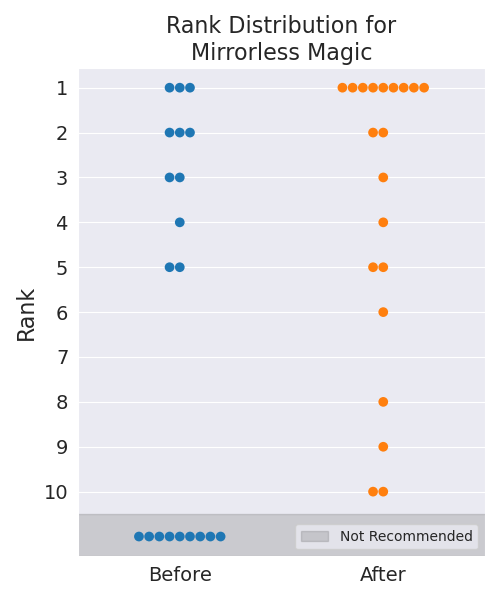 Rank Distribution for
Mirrorless Magic
Rank
1
2
3
4
5
6
7
8
9
10
Not Recommended
Before
After